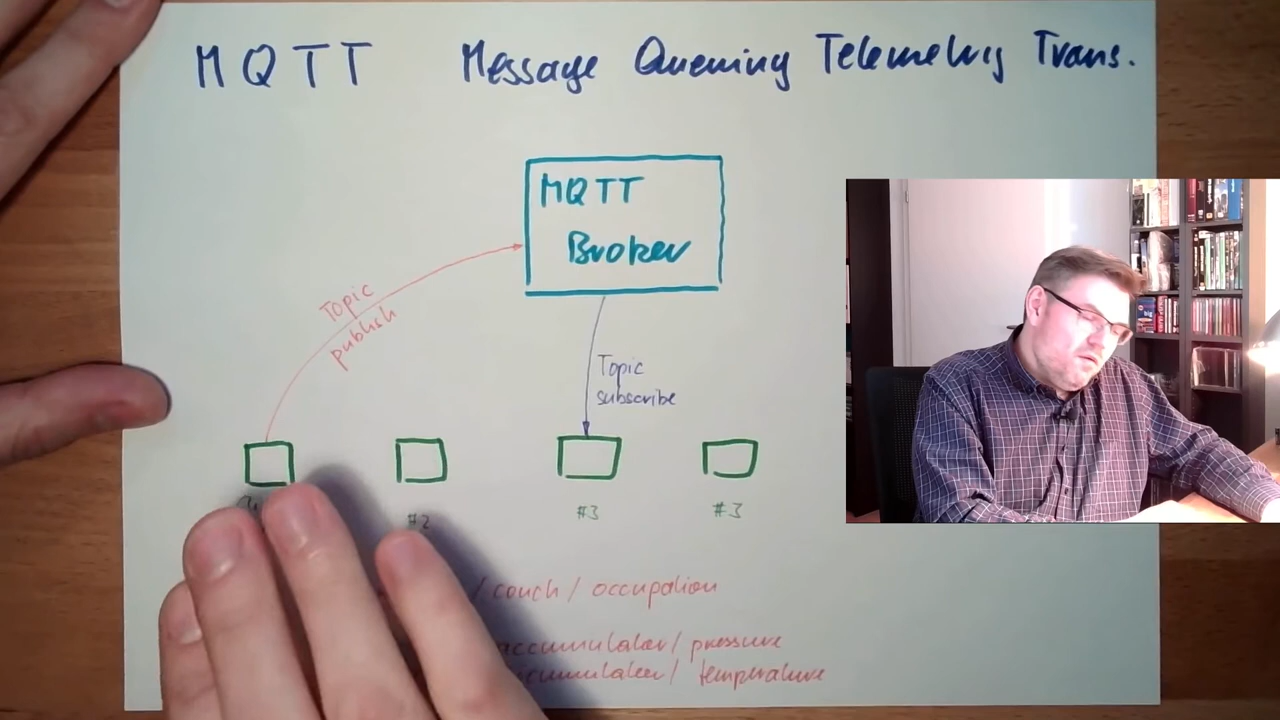 MQTT Message Queuing Telemetry Trans.
MQTT
Broker
Topic
publish
Topic
subscribe
#2 #3 #3
/ couch / occupation
accumulator / pressure
/ temperature